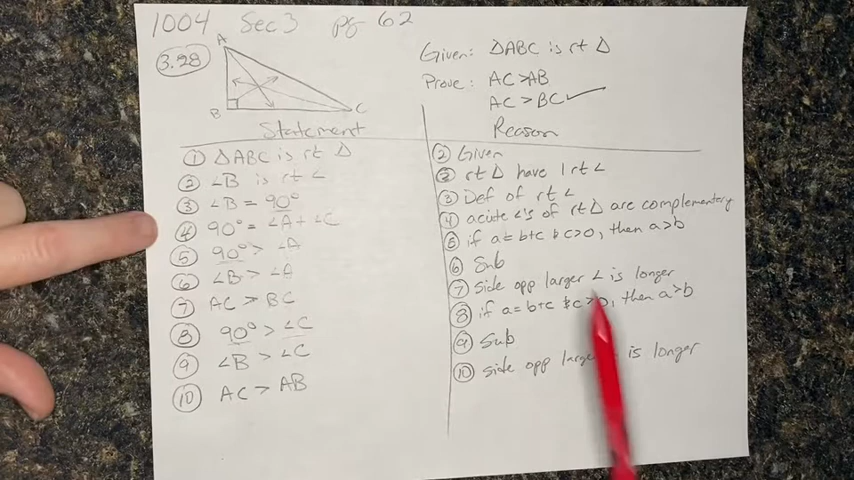 1004 Sec 3 pg 62
3.28
A
B
C
Given: △ABC is rt △
Prove: AC > AB
AC > BC ✓
Statement
Reason
① △ABC is rt △
② Given
② ∠B is rt ∠
② rt △ have 1 rt ∠
③ ∠B = 90°
③ Def of rt ∠
④ 90° = ∠A + ∠C
④ acute ∠'s of rt △ are complementary
⑤ 90° > ∠A
⑤ if a = b+c & c>0, then a>b
⑥ ∠B > ∠A
⑥ Sub
⑦ AC > BC
⑦ side opp larger ∠ is longer
⑧ 90° > ∠C
⑧ if a = b+c & c>0, then a>b
⑨ ∠B > ∠C
⑨ Sub
⑩ AC > AB
⑩ side opp is longer